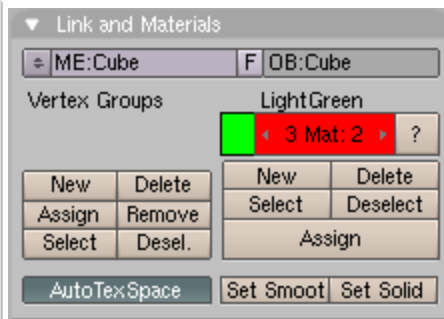 Link and Materials
ME:Cube F OB:Cube
Vertex Groups LightGreen
3 Mat: 2 ?
New Delete New Delete
Assign Remove Select Deselect
Select Desel. Assign
AutoTexSpace Set Smoot Set Solid